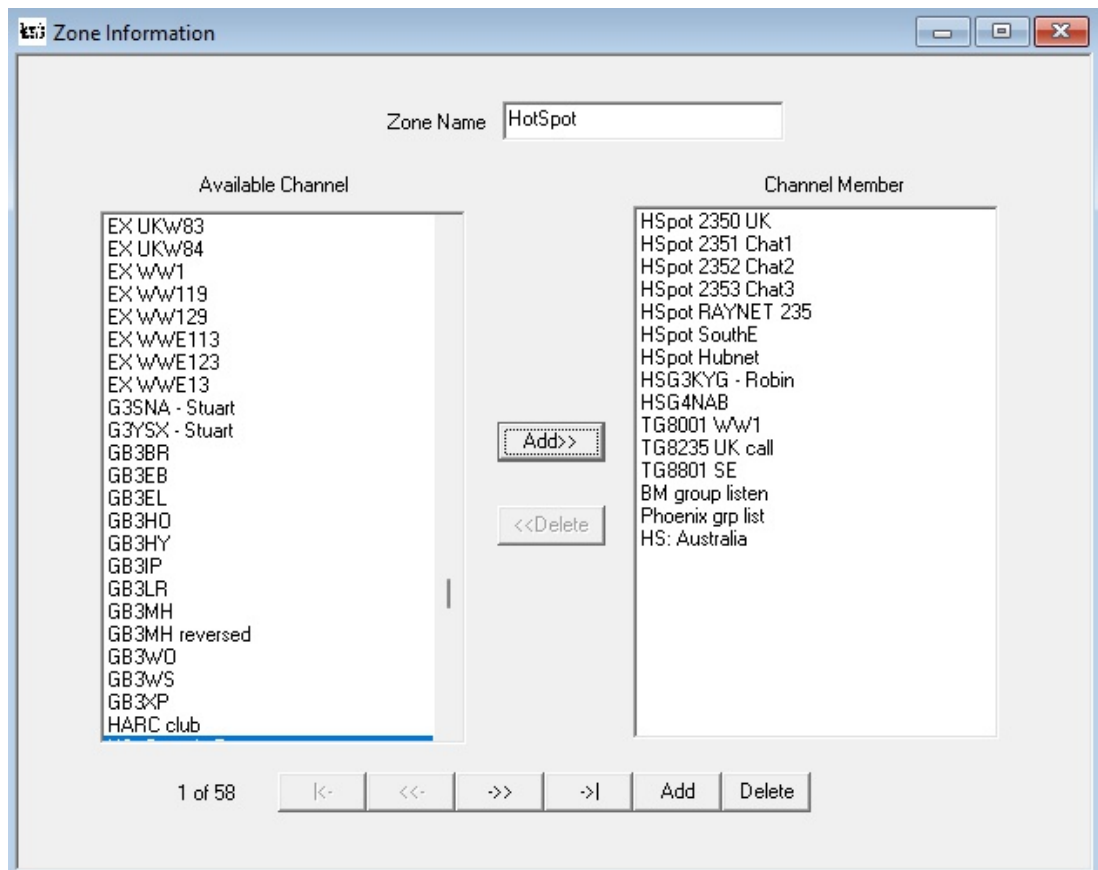 Zone Information
Zone Name HotSpot
Available Channel
EX UKW83
EX UKW84
EX WW1
EX WW119
EX WW129
EX WWE113
EX WWE123
EX WWE13
G3SNA - Stuart
G3YSX - Stuart
GB3BR
GB3EB
GB3EL
GB3HO
GB3HY
GB3IP
GB3LR
GB3MH
GB3MH reversed
GB3WO
GB3WS
GB3XP
HARC club
Add>>
<<Delete
Channel Member
HSpot 2350 UK
HSpot 2351 Chat1
HSpot 2352 Chat2
HSpot 2353 Chat3
HSpot RAYNET 235
HSpot SouthE
HSpot Hubnet
HSG3KYG - Robin
HSG4NAB
TG8001 WW1
TG8235 UK call
TG8801 SE
BM group listen
Phoenix grp list
HS: Australia
1 of 58 |<- <<- ->> ->| Add Delete